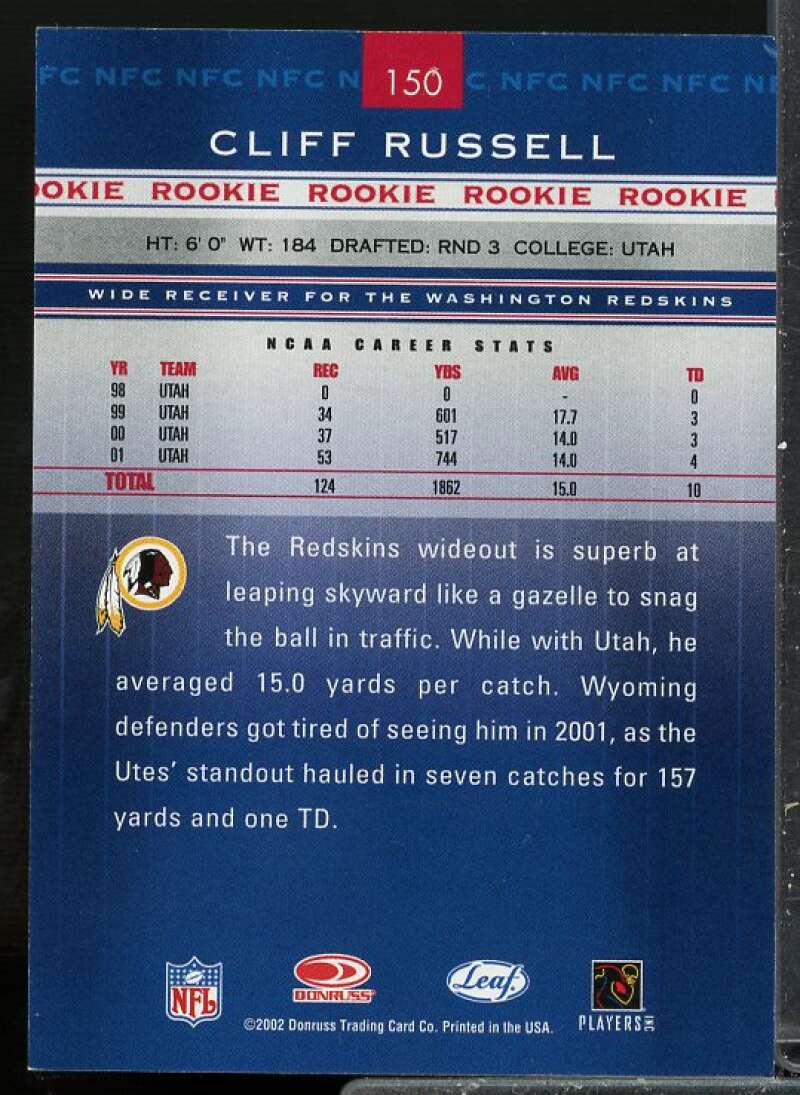 FC NFC NFC NFC N 150 C NFC NFC NFC N
CLIFF RUSSELL
OOKIE ROOKIE ROOKIE ROOKIE ROOKIE
HT: 6' 0" WT: 184 DRAFTED: RND 3 COLLEGE: UTAH
WIDE RECEIVER FOR THE WASHINGTON REDSKINS
NCAA CAREER STATS
YR TEAM REC YDS AVG TD
98 UTAH 0 0 - 0
99 UTAH 34 601 17.7 3
00 UTAH 37 517 14.0 3
01 UTAH 53 744 14.0 4
TOTAL 124 1862 15.0 10
The Redskins wideout is superb at
leaping skyward like a gazelle to snag
the ball in traffic. While with Utah, he
averaged 15.0 yards per catch. Wyoming
defenders got tired of seeing him in 2001, as the
Utes' standout hauled in seven catches for 157
yards and one TD.
NFL DONRUSS Leaf PLAYERS INC
©2002 Donruss Trading Card Co. Printed in the USA.